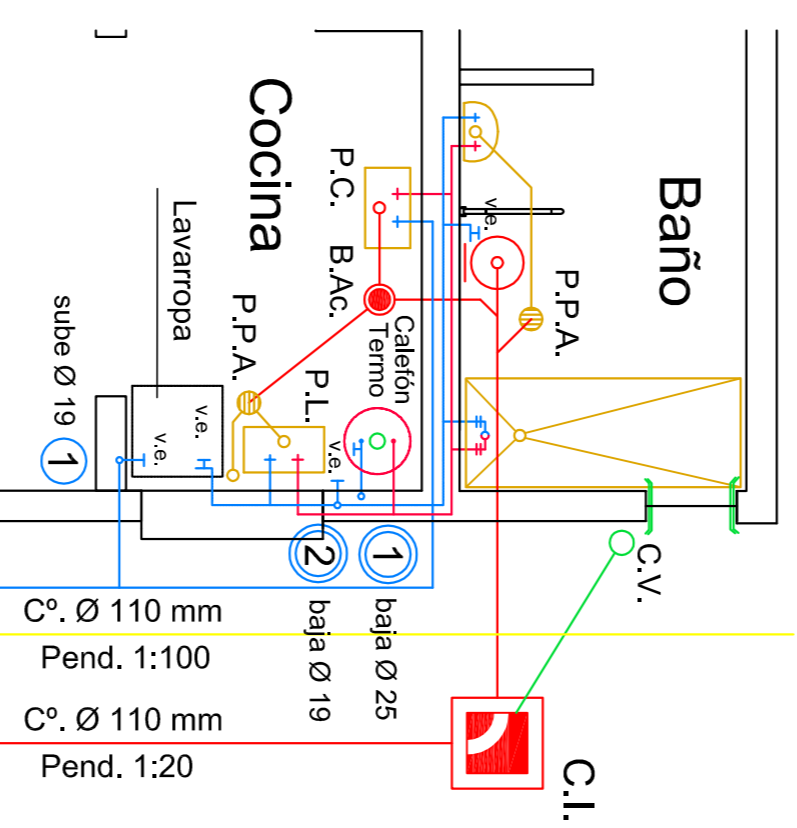 Cocina
Baño
P.C.
v.e.
B.Ac.
P.P.A.
Lavarropa
Calefón
Termo
P.P.A.
P.L.
sube Ø 19
1
v.e.
v.e.
v.e.
2
1
baja Ø 19
baja Ø 25
C.V.
Cº. Ø 110 mm
Pend. 1:100
Cº. Ø 110 mm
Pend. 1:20
C.I.